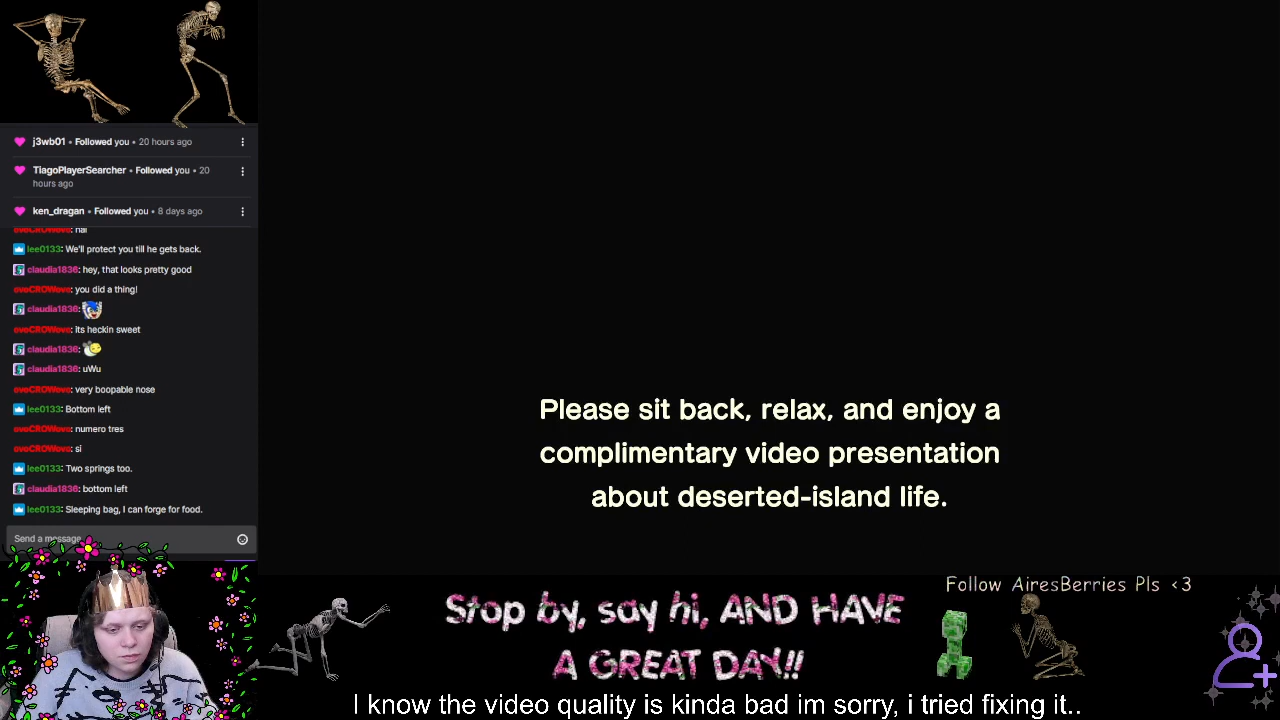 j3wb01 • Followed you • 20 hours ago
TiagoPlayerSearcher • Followed you • 20
hours ago
ken_dragan • Followed you • 8 days ago
lee0133: We'll protect you till he gets back.
claudia1836: hey, that looks pretty good
ovoCROWovo: you did a thing!
claudia1836:
ovoCROWovo: its heckin sweet
claudia1836:
claudia1836: uWu
ovoCROWovo: very boopable nose
lee0133: Bottom left
ovoCROWovo: numero tres
ovoCROWovo: si
lee0133: Two springs too.
claudia1836: bottom left
lee0133: Sleeping bag, I can forge for food.
Send a message
Please sit back, relax, and enjoy a
complimentary video presentation
about deserted-island life.
Follow AiresBerries Pls <3
Stop by, say hi, AND HAVE
A GREAT DAY!!
I know the video quality is kinda bad im sorry, i tried fixing it..